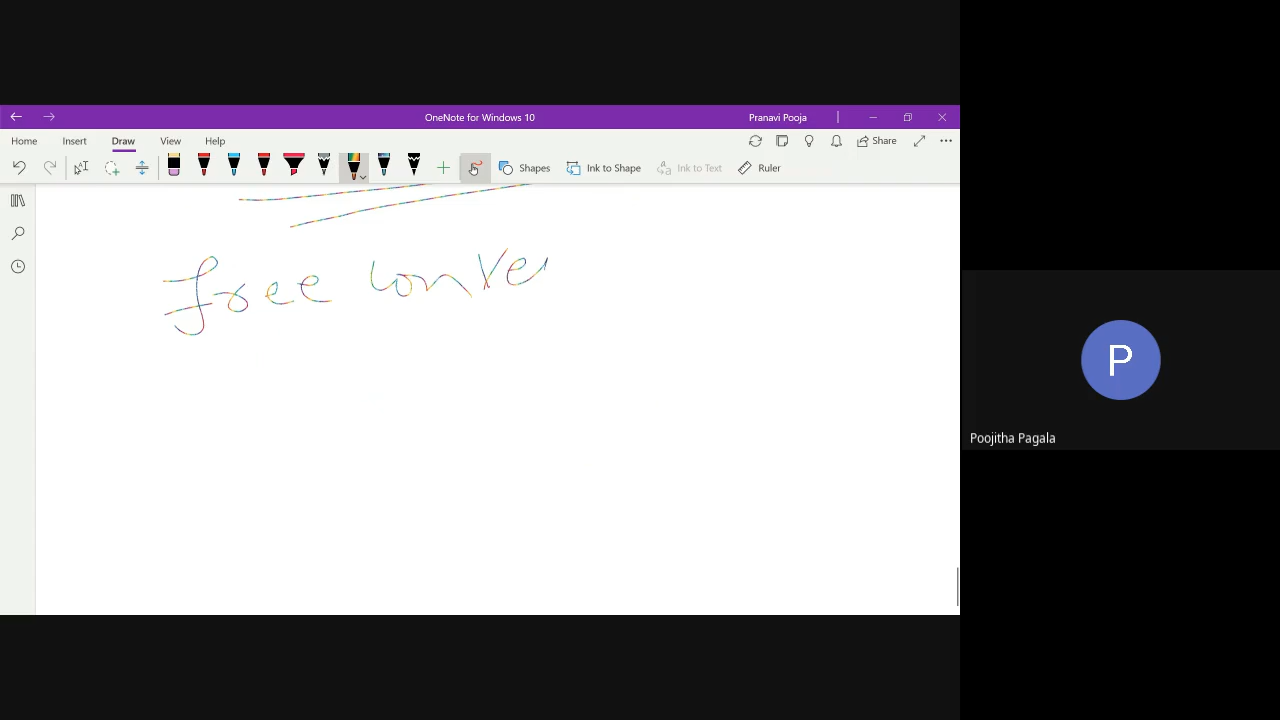 OneNote for Windows 10
Pranavi Pooja
Home Insert Draw View Help
Share
Shapes Ink to Shape Ink to Text Ruler
free conve
P
Poojitha Pagala